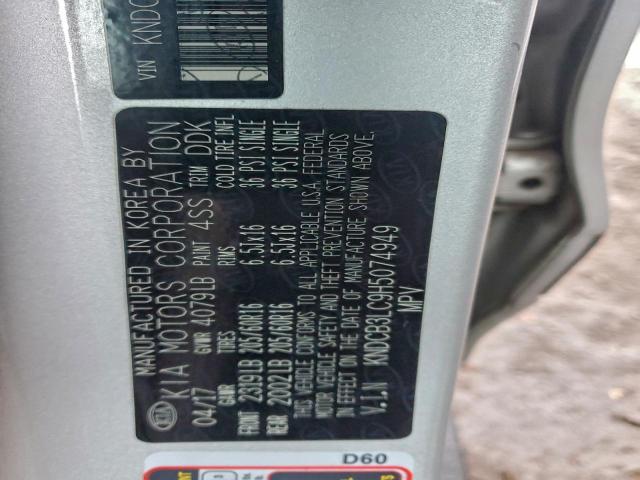 VIN KNDC
MANUFACTURED IN KOREA BY
KIA KIA MOTORS CORPORATION
04/17 GVWR 4079LB PAINT 4SS TRIM DDK
GAWR TIRES RIMS COLD TIRE INFL
FRONT 2339LB 205/60R16 6.5Jx16 36 PSI SINGLE
REAR 2002LB 205/60R16 6.5Jx16 36 PSI SINGLE
THIS VEHICLE CONFORMS TO ALL APPLICABLE U.S.A. FEDERAL
MOTOR VEHICLE SAFETY AND THEFT PREVENTION STANDARDS
IN EFFECT ON THE DATE OF MANUFACTURE SHOWN ABOVE.
V.I.N KNDCB3LC9H5074949
MPV
D60